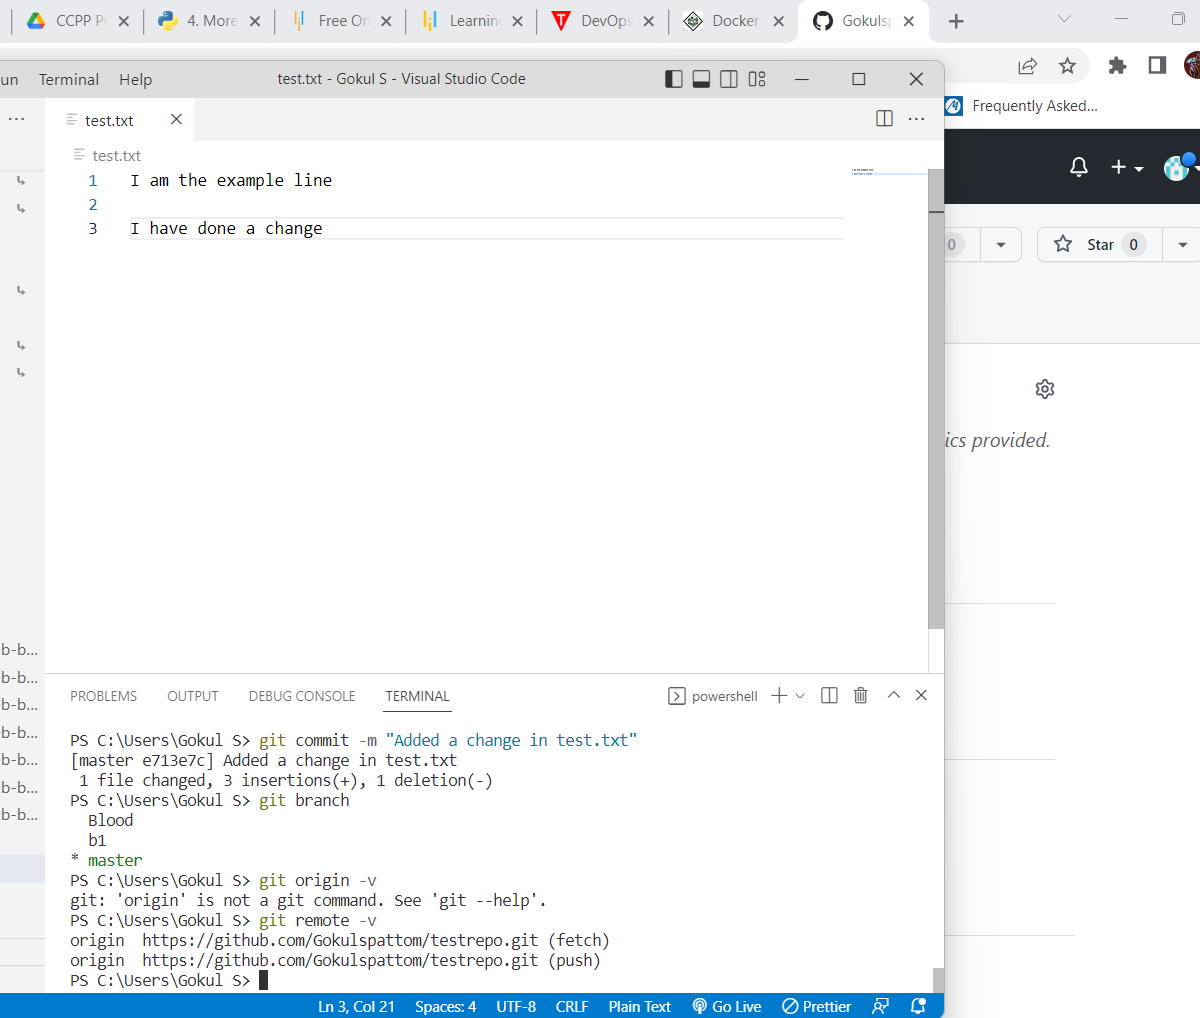 CCPP P
4. More
Free On
Learnin
DevOps
Docker
Gokuls
un Terminal Help
test.txt - Gokul S - Visual Studio Code
Frequently Asked...
test.txt
test.txt
1 I am the example line
2
3 I have done a change
0
Star 0
ics provided.
b-b...
b-b...
b-b...
b-b...
b-b...
b-b...
b-b...
PROBLEMS OUTPUT DEBUG CONSOLE TERMINAL
powershell
PS C:\Users\Gokul S> git commit -m "Added a change in test.txt"
[master e713e7c] Added a change in test.txt
1 file changed, 3 insertions(+), 1 deletion(-)
PS C:\Users\Gokul S> git branch
Blood
b1
* master
PS C:\Users\Gokul S> git origin -v
git: 'origin' is not a git command. See 'git --help'.
PS C:\Users\Gokul S> git remote -v
origin https://github.com/Gokulspattom/testrepo.git (fetch)
origin https://github.com/Gokulspattom/testrepo.git (push)
PS C:\Users\Gokul S>
Ln 3, Col 21 Spaces: 4 UTF-8 CRLF Plain Text Go Live Prettier